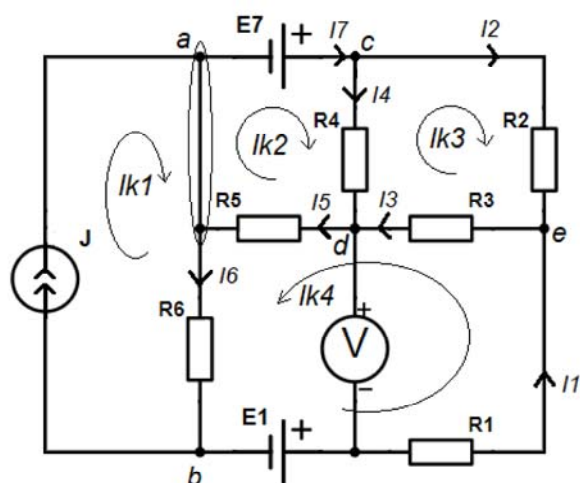 E7 + I7 I2
a c
I4
Ik1 Ik2 R4 Ik3 R2
R5 I5 I3 R3
J d e
I6
R6 Ik4 +
V
−
I1
E1 + R1
b